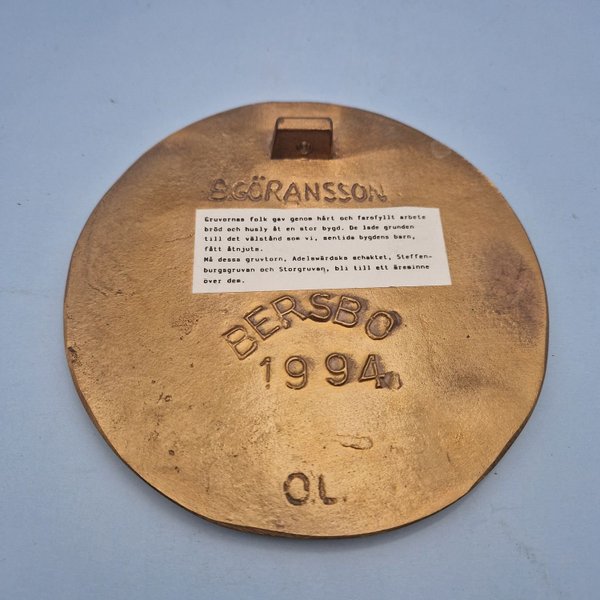 B.GÖRANSSON
Gruvornas folk gav genom hårt och farofyllt arbete
bröd och husly åt en stor bygd. De lade grunden
till det välstånd som vi, sentida bygdens barn,
fått åtnjuta.
Må dessa gruvtorn, Adelswärdska schaktet, Steffen-
burgsgruvan och Storgruvan, bli till ett äreminne
över dem.
BERSBO
1994
O.L.